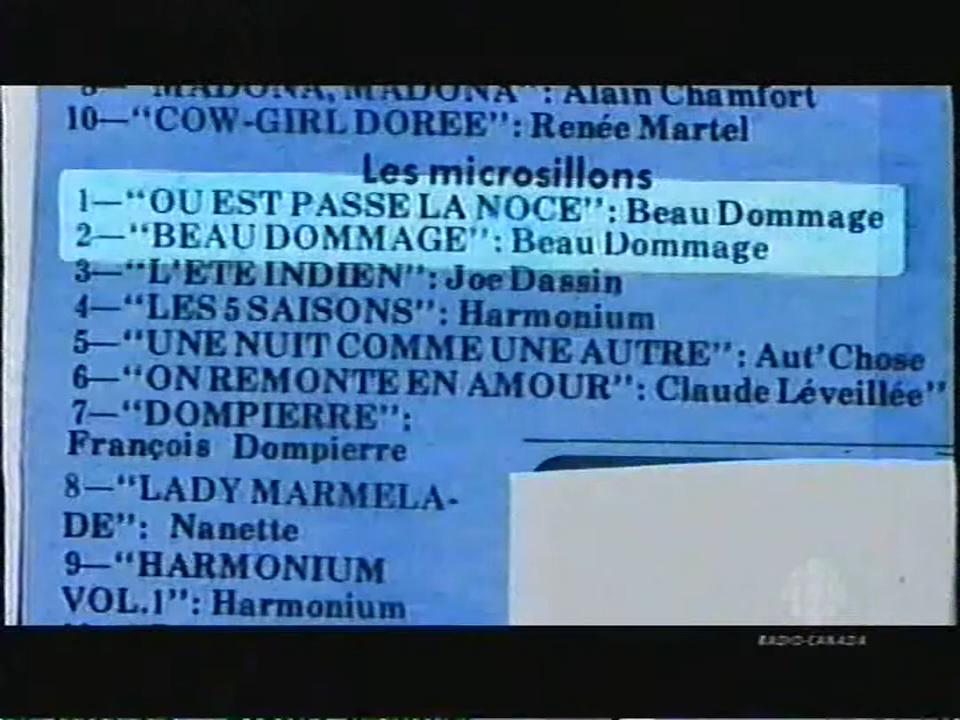 8—"MADONA, MADONA": Alain Chamfort
10—"COW-GIRL DOREE": Renée Martel
Les microsillons
1—"OU EST PASSE LA NOCE": Beau Dommage
2—"BEAU DOMMAGE": Beau Dommage
3—"L'ETE INDIEN": Joe Dassin
4—"LES 5 SAISONS": Harmonium
5—"UNE NUIT COMME UNE AUTRE": Aut'Chose
6—"ON REMONTE EN AMOUR": Claude Léveillée"
7—"DOMPIERRE":
François Dompierre
8—"LADY MARMELA-
DE": Nanette
9—"HARMONIUM
VOL.1": Harmonium
RADIO-CANADA